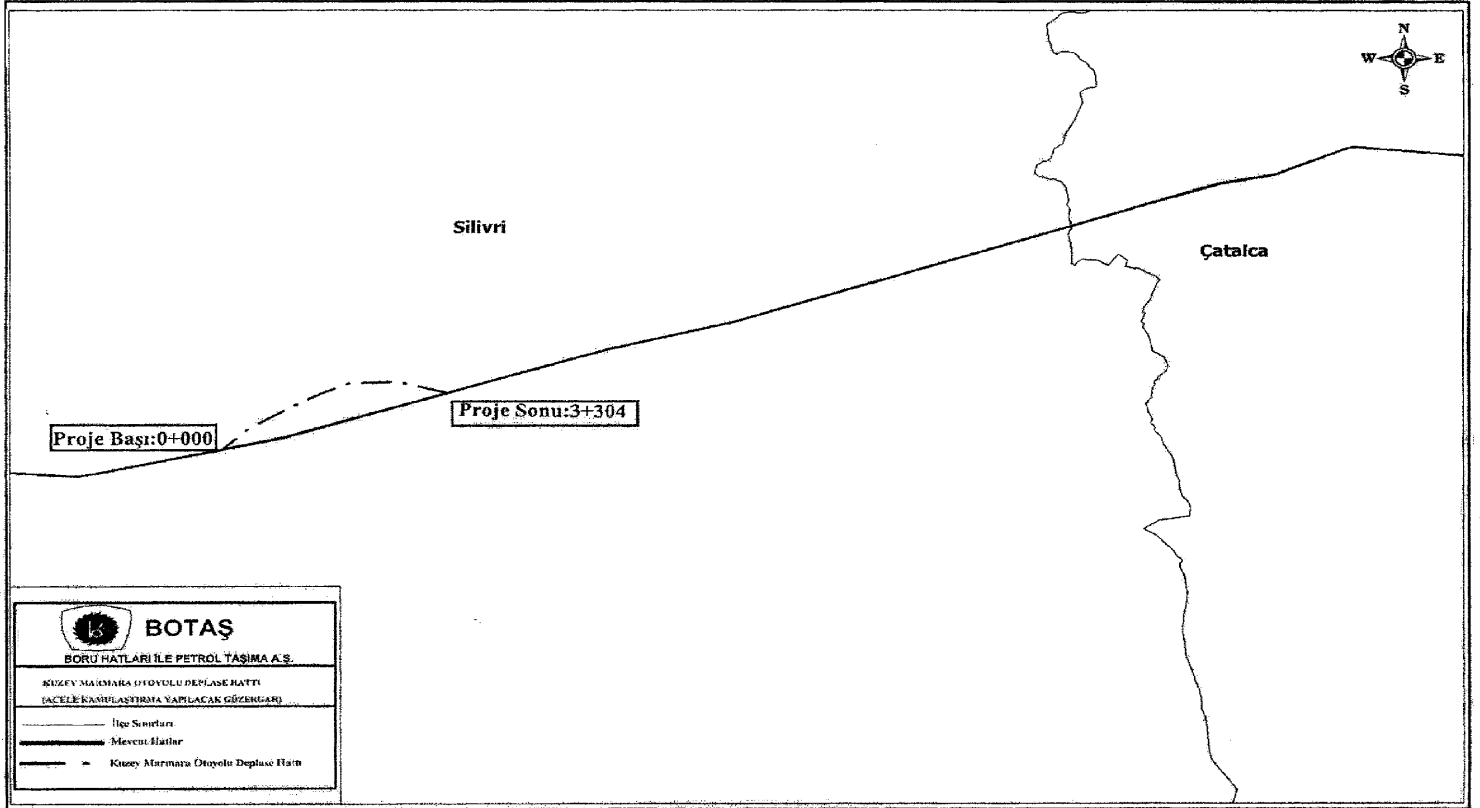 N
W E
S
Silivri
Çatalca
Proje Sonu:3+304
Proje Başı:0+000
BOTAŞ
BORU HATLARI İLE PETROL TAŞIMA A.Ş.
KUZEY MARMARA OTOYOLU DEPLASE HATTI
(ACELE KAMULAŞTIRMA YAPILACAK GÜZERGAH)
İlçe Sınırları
Mevcut Hatlar
Kuzey Marmara Otoyolu Deplase Hattı